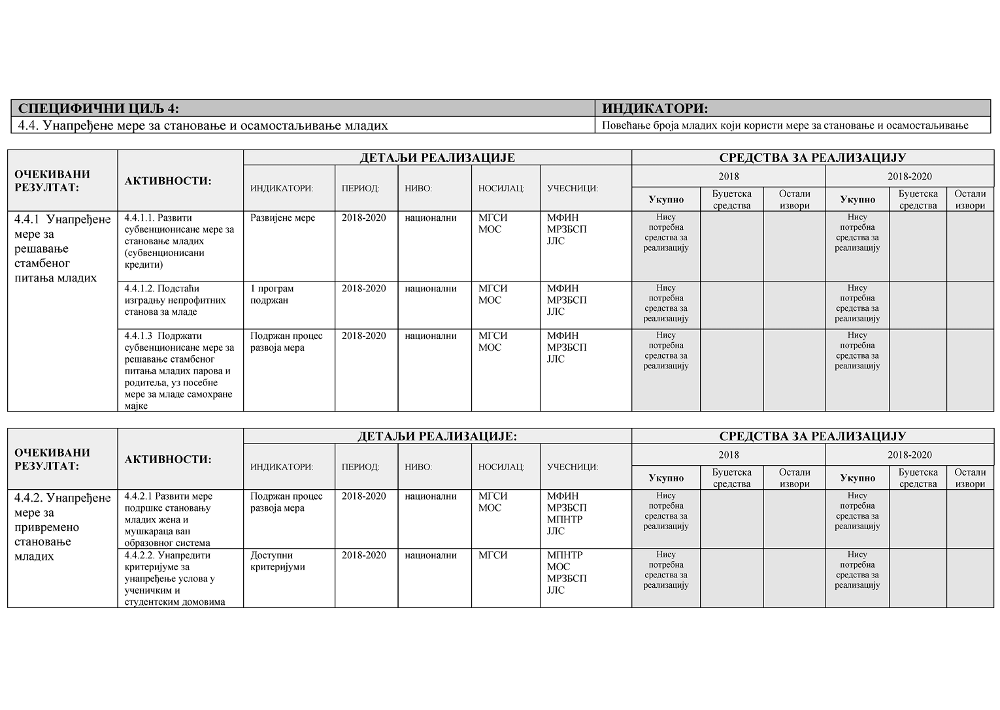 СПЕЦИФИЧНИ ЦИЉ 4:
ИНДИКАТОРИ:
4.4. Унапређене мере за становање и осамостаљивање младих
Повећање броја младих који користи мере за становање и осамостаљивање
ОЧЕКИВАНИ
РЕЗУЛТАТ:
АКТИВНОСТИ:
ДЕТАЉИ РЕАЛИЗАЦИЈЕ
СРЕДСТВА ЗА РЕАЛИЗАЦИЈУ
ИНДИКАТОРИ:
ПЕРИОД:
НИВО:
НОСИЛАЦ:
УЧЕСНИЦИ:
2018
2018-2020
Укупно
Буџетска
средства
Остали
извори
Укупно
Буџетска
средства
Остали
извори
4.4.1 Унапређене
мере за
решавање
стамбеног
питања младих
4.4.1.1. Развити
субвенционисане мере за
становање младих
(субвенционисани
кредити)
Развијене мере
2018-2020
национални
МГСИ
МОС
МФИН
МРЗБСП
ЈЛС
Нису
потребна
средства за
реализацију
Нису
потребна
средства за
реализацију
4.4.1.2. Подстаћи
изградњу непрофитних
станова за младе
1 програм
подржан
2018-2020
национални
МГСИ
МОС
МФИН
МРЗБСП
ЈЛС
Нису
потребна
средства за
реализацију
Нису
потребна
средства за
реализацију
4.4.1.3 Подржати
субвенционисане мере за
решавање стамбеног
питања младих парова и
родитеља, уз посебне
мере за младе самохране
мајке
Подржан процес
развоја мера
2018-2020
национални
МГСИ
МОС
МФИН
МРЗБСП
ЈЛС
Нису
потребна
средства за
реализацију
Нису
потребна
средства за
реализацију
ОЧЕКИВАНИ
РЕЗУЛТАТ:
АКТИВНОСТИ:
ДЕТАЉИ РЕАЛИЗАЦИЈЕ:
СРЕДСТВА ЗА РЕАЛИЗАЦИЈУ
ИНДИКАТОРИ:
ПЕРИОД:
НИВО:
НОСИЛАЦ:
УЧЕСНИЦИ:
2018
2018-2020
Укупно
Буџетска
средства
Остали
извори
Укупно
Буџетска
средства
Остали
извори
4.4.2. Унапређене
мере за
привремено
становање
младих
4.4.2.1 Развити мере
подршке становању
младих жена и
мушкараца ван
образовног система
Подржан процес
развоја мера
2018-2020
национални
МГСИ
МОС
МФИН
МРЗБСП
МПНТР
ЈЛС
Нису
потребна
средства за
реализацију
Нису
потребна
средства за
реализацију
4.4.2.2. Унапредити
критеријуме за
унапређење услова у
ученичким и
студентским домовима
Доступни
критеријуми
2018-2020
национални
МГСИ
МПНТР
МОС
МРЗБСП
ЈЛС
Нису
потребна
средства за
реализацију
Нису
потребна
средства за
реализацију